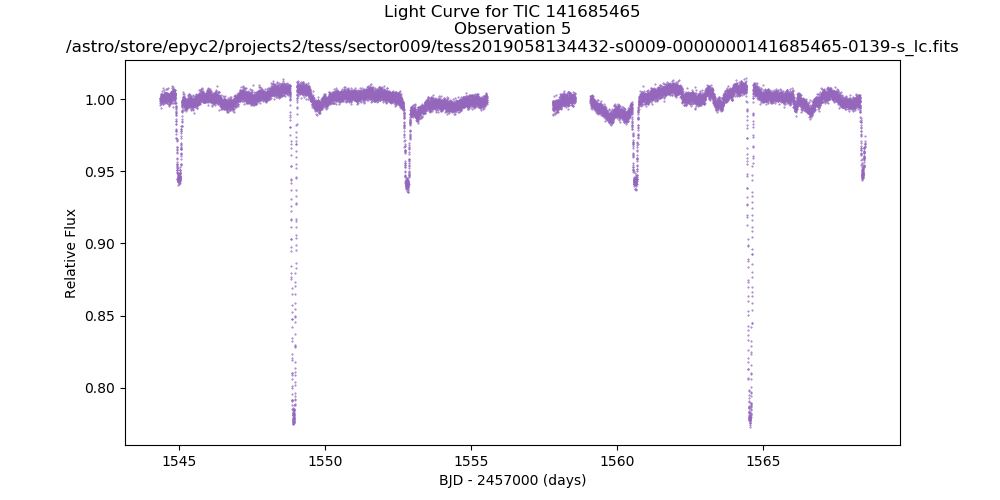 Light Curve for TIC 141685465
Observation 5
/astro/store/epyc2/projects2/tess/sector009/tess2019058134432-s0009-0000000141685465-0139-s_lc.fits
1.00
0.95
0.90
0.85
0.80
Relative Flux
1545 1550 1555 1560 1565
BJD - 2457000 (days)